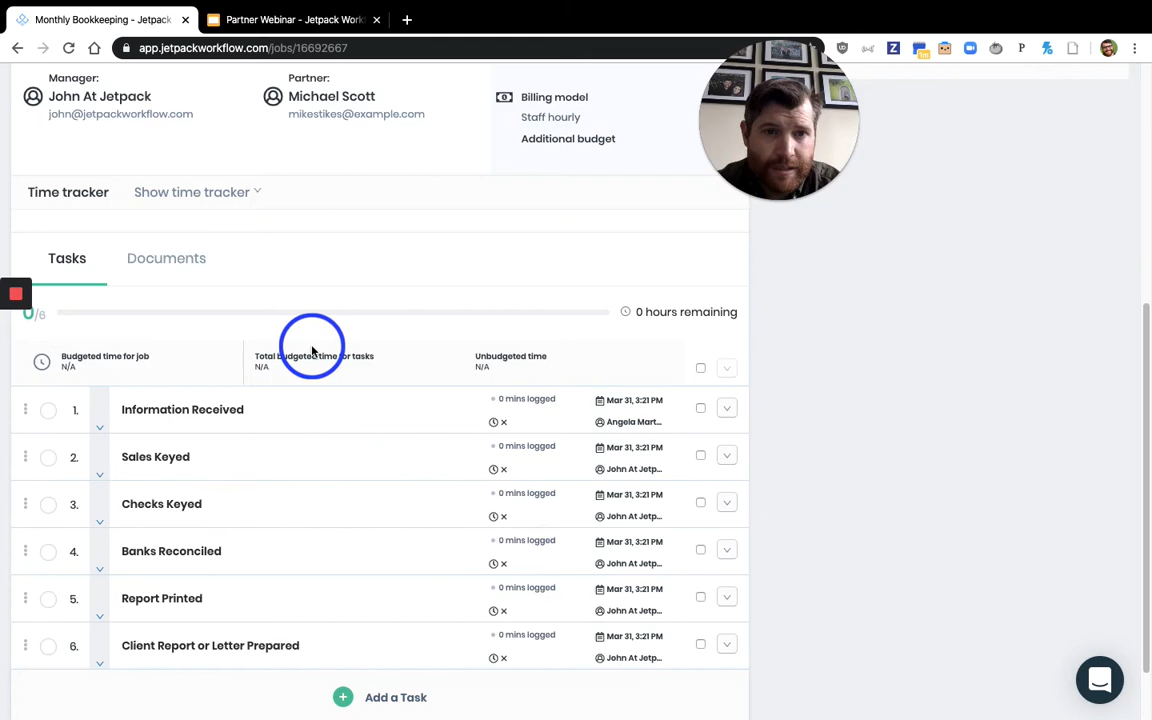 Monthly Bookkeeping - Jetpack
Partner Webinar - Jetpack Work
app.jetpackworkflow.com/jobs/16692667
Manager:
John At Jetpack
john@jetpackworkflow.com
Partner:
Michael Scott
mikestikes@example.com
Billing model
Staff hourly
Additional budget
Time tracker Show time tracker
Tasks Documents
0/6 0 hours remaining
Budgeted time for job
N/A
Total budgeted time for tasks
N/A
Unbudgeted time
N/A
1. Information Received
0 mins logged Mar 31, 3:21 PM
Angela Mart...
2. Sales Keyed
0 mins logged Mar 31, 3:21 PM
John At Jetp...
3. Checks Keyed
0 mins logged Mar 31, 3:21 PM
John At Jetp...
4. Banks Reconciled
0 mins logged Mar 31, 3:21 PM
John At Jetp...
5. Report Printed
0 mins logged Mar 31, 3:21 PM
John At Jetp...
6. Client Report or Letter Prepared
0 mins logged Mar 31, 3:21 PM
John At Jetp...
+ Add a Task